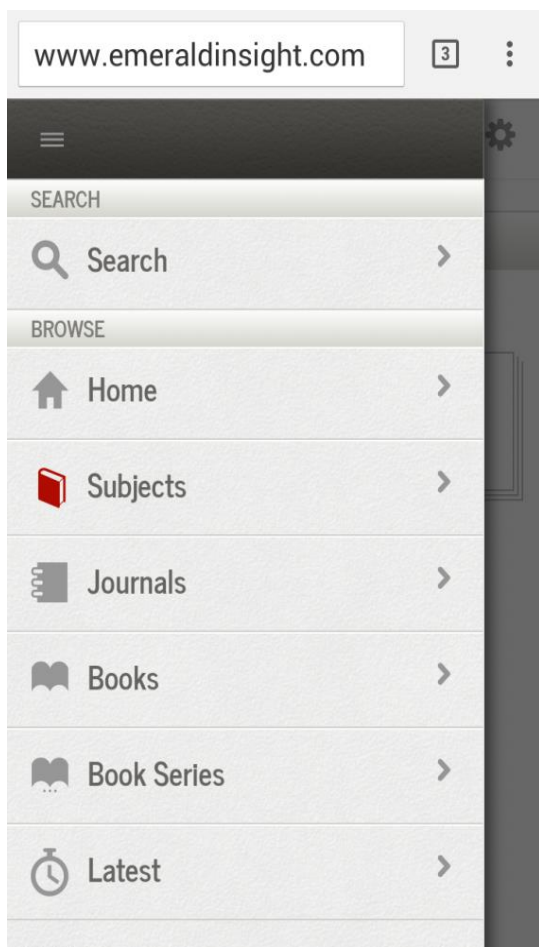 www.emeraldinsight.com
3
SEARCH
Search
BROWSE
Home
Subjects
Journals
Books
Book Series
Latest